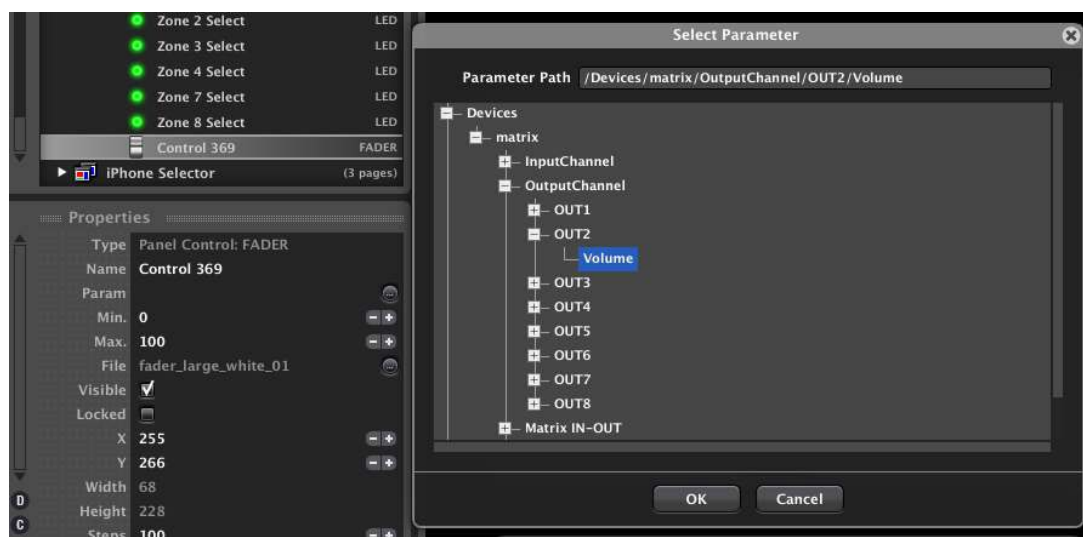 Zone 2 Select LED
Zone 3 Select LED
Zone 4 Select LED
Zone 7 Select LED
Zone 8 Select LED
Control 369 FADER
iPhone Selector (3 pages)
Properties
Type Panel Control: FADER
Name Control 369
Param
Min. 0
Max. 100
File fader_large_white_01
Visible
Locked
X 255
Y 266
Width 68
Height 228
Steps 100
D
C
Select Parameter
Parameter Path /Devices/matrix/OutputChannel/OUT2/Volume
Devices
matrix
InputChannel
OutputChannel
OUT1
OUT2
Volume
OUT3
OUT4
OUT5
OUT6
OUT7
OUT8
Matrix IN-OUT
OK Cancel